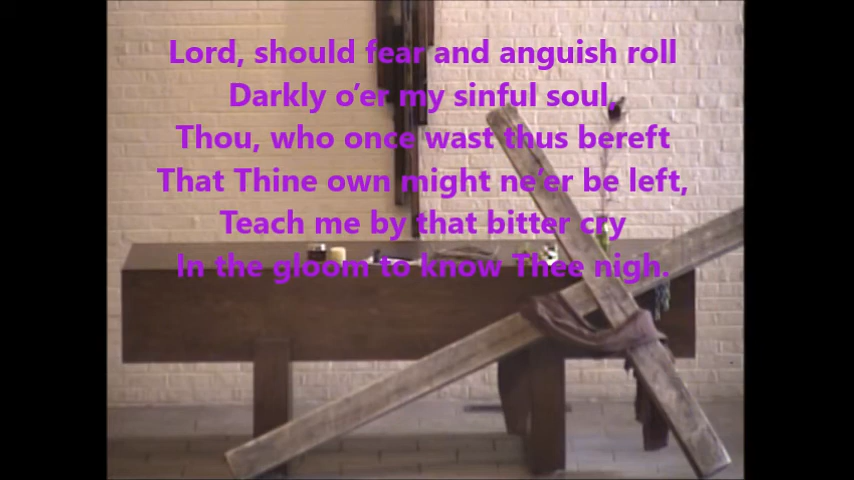 Lord, should fear and anguish roll
Darkly o'er my sinful soul,
Thou, who once wast thus bereft
That Thine own might ne'er be left,
Teach me by that bitter cry
In the gloom to know Thee nigh.